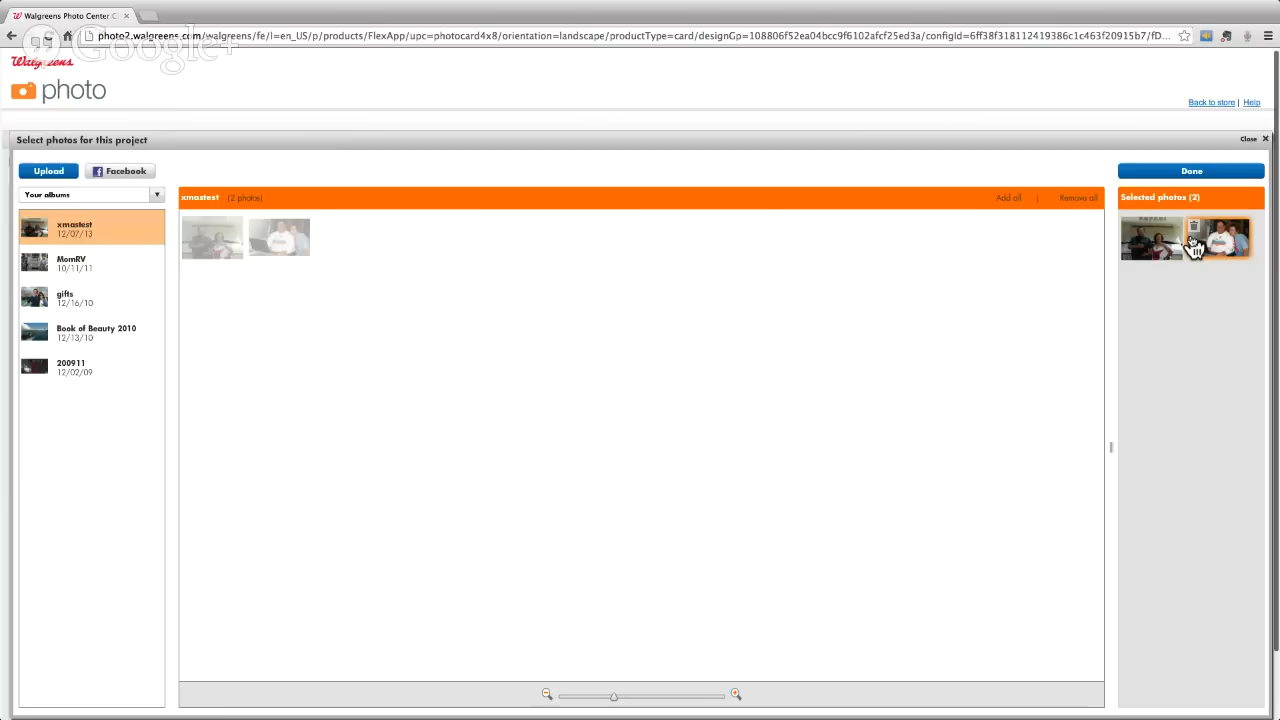 Walgreens Photo Center: C
photo2.walgreens.com/walgreens/fe/l=en_US/p/products/FlexApp/upc=photocard4x8/orientation=landscape/productType=card/designGp=108806f52ea04bcc9f6102afcf25ed3a/configId=6ff38f318112419386c1c463f20915b7/fD...
Google+
Walgreens
photo
Back to store | Help
Select photos for this project
Close
Upload
Facebook
Done
Your albums
xmastest (2 photos)
Add all | Remove all
Selected photos (2)
xmastest
12/07/13
MomRV
10/11/11
gifts
12/16/10
Book of Beauty 2010
12/13/10
200911
12/02/09